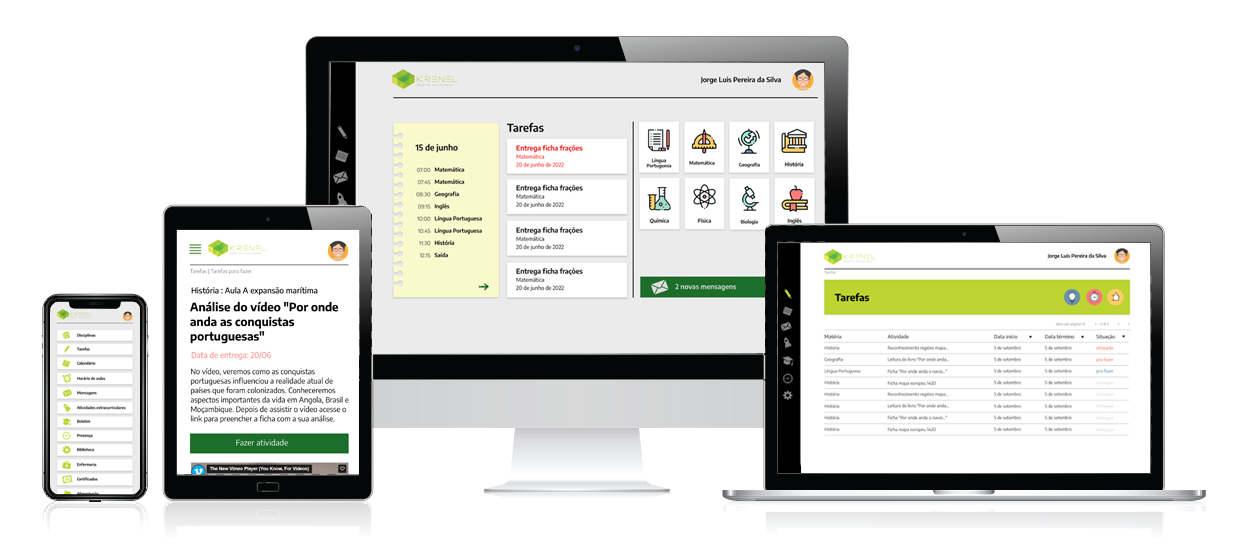 KRENEL
Jorge Luis Pereira da Silva
15 de junho
07:00 Matemática
07:45 Matemática
08:30 Geografia
09:15 Inglês
10:00 Língua Portuguesa
10:45 Língua Portuguesa
11:30 História
12:15 Saída
Tarefas
Entrega ficha frações
Matemática
20 de junho de 2022
Entrega ficha frações
Matemática
20 de junho de 2022
Entrega ficha frações
Matemática
20 de junho de 2022
Entrega ficha frações
Matemática
20 de junho de 2022
Língua
Portuguesa
Matemática
Geografia
História
Química
Física
Biologia
Inglês
2 novas mensagens
KRENEL
Tarefas | Tarefas para fazer
História : Aula A expansão marítima
Análise do vídeo "Por onde
anda as conquistas
portuguesas"
Data de entrega: 20/06
No vídeo, veremos como as conquistas
portuguesas influenciou a realidade atual de
países que foram colonizados. Conheceremos
aspectos importantes da vida em Angola, Brasil e
Moçambique. Depois de assistir o vídeo acesse o
link para preencher a ficha com a sua análise.
Fazer atividade
The New Vimeo Player (You Know, For Videos)
KRENEL
Disciplinas
Tarefas
Calendário
Horário de aulas
Mensagens
Atividades extracurriculares
Boletim
Presença
Biblioteca
Enfermaria
Certificados
Alimentação
KRENEL
Jorge Luis Pereira da Silva
Tarefas
Tarefas
Itens por página 10 1 - 5 of 5
Matéria Atividade Data início Data término Situação
História Reconhecimento regiões mapa... 5 de setembro 5 de setembro atrasada
Geografia Leitura do livro "Por onde anda... 5 de setembro 5 de setembro pra fazer
Língua Portuguesa Ficha "Por onde anda o navio..." 5 de setembro 5 de setembro pra fazer
História Ficha mapa europeu 1420 5 de setembro 5 de setembro entregue
História Reconhecimento regiões mapa... 5 de setembro 5 de setembro entregue
História Leitura do livro "Por onde anda... 5 de setembro 5 de setembro entregue
História Ficha "Por onde anda o navio..." 5 de setembro 5 de setembro entregue
História Ficha mapa europeu 1420 5 de setembro 5 de setembro entregue